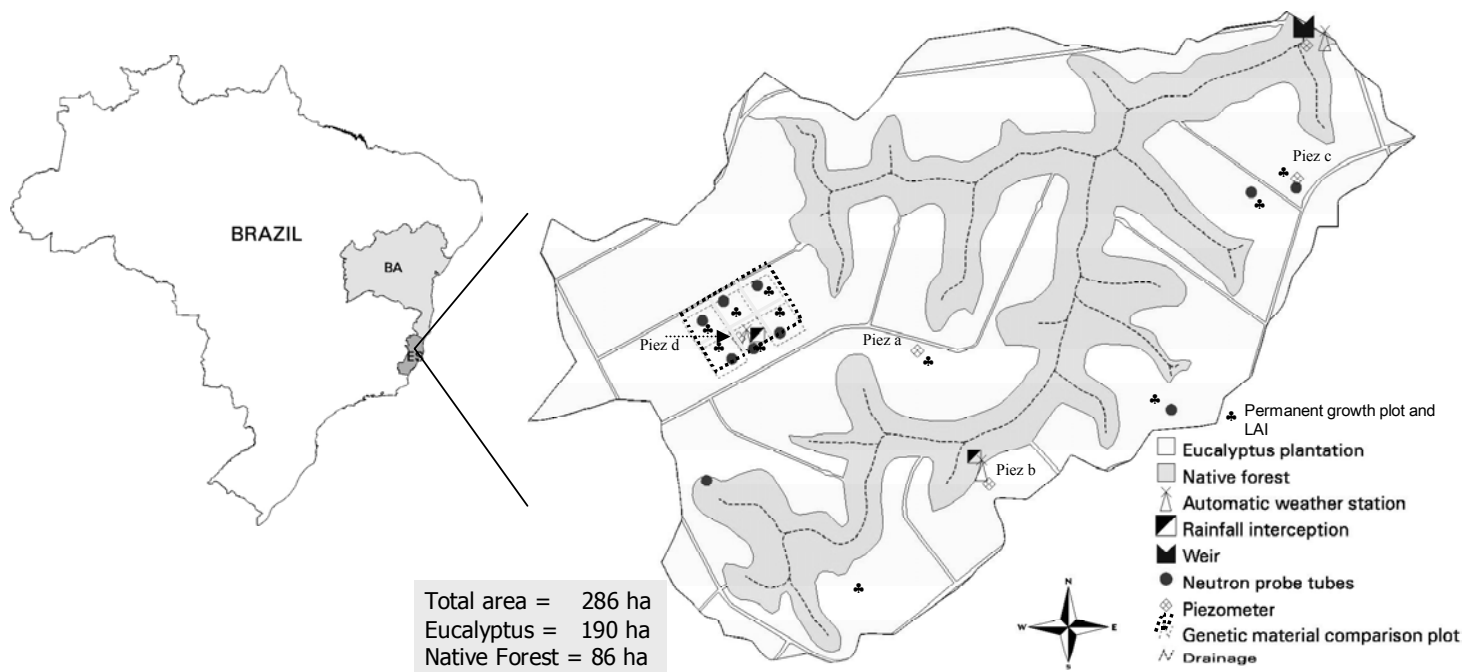 BRAZIL
BA
ES
Piez c
Piez d
Piez a
Piez b
Permanent growth plot and
LAI
Eucalyptus plantation
Native forest
Automatic weather station
Rainfall interception
Weir
Neutron probe tubes
Piezometer
Genetic material comparison plot
Drainage
N
W E
S
Total area = 286 ha
Eucalyptus = 190 ha
Native Forest = 86 ha